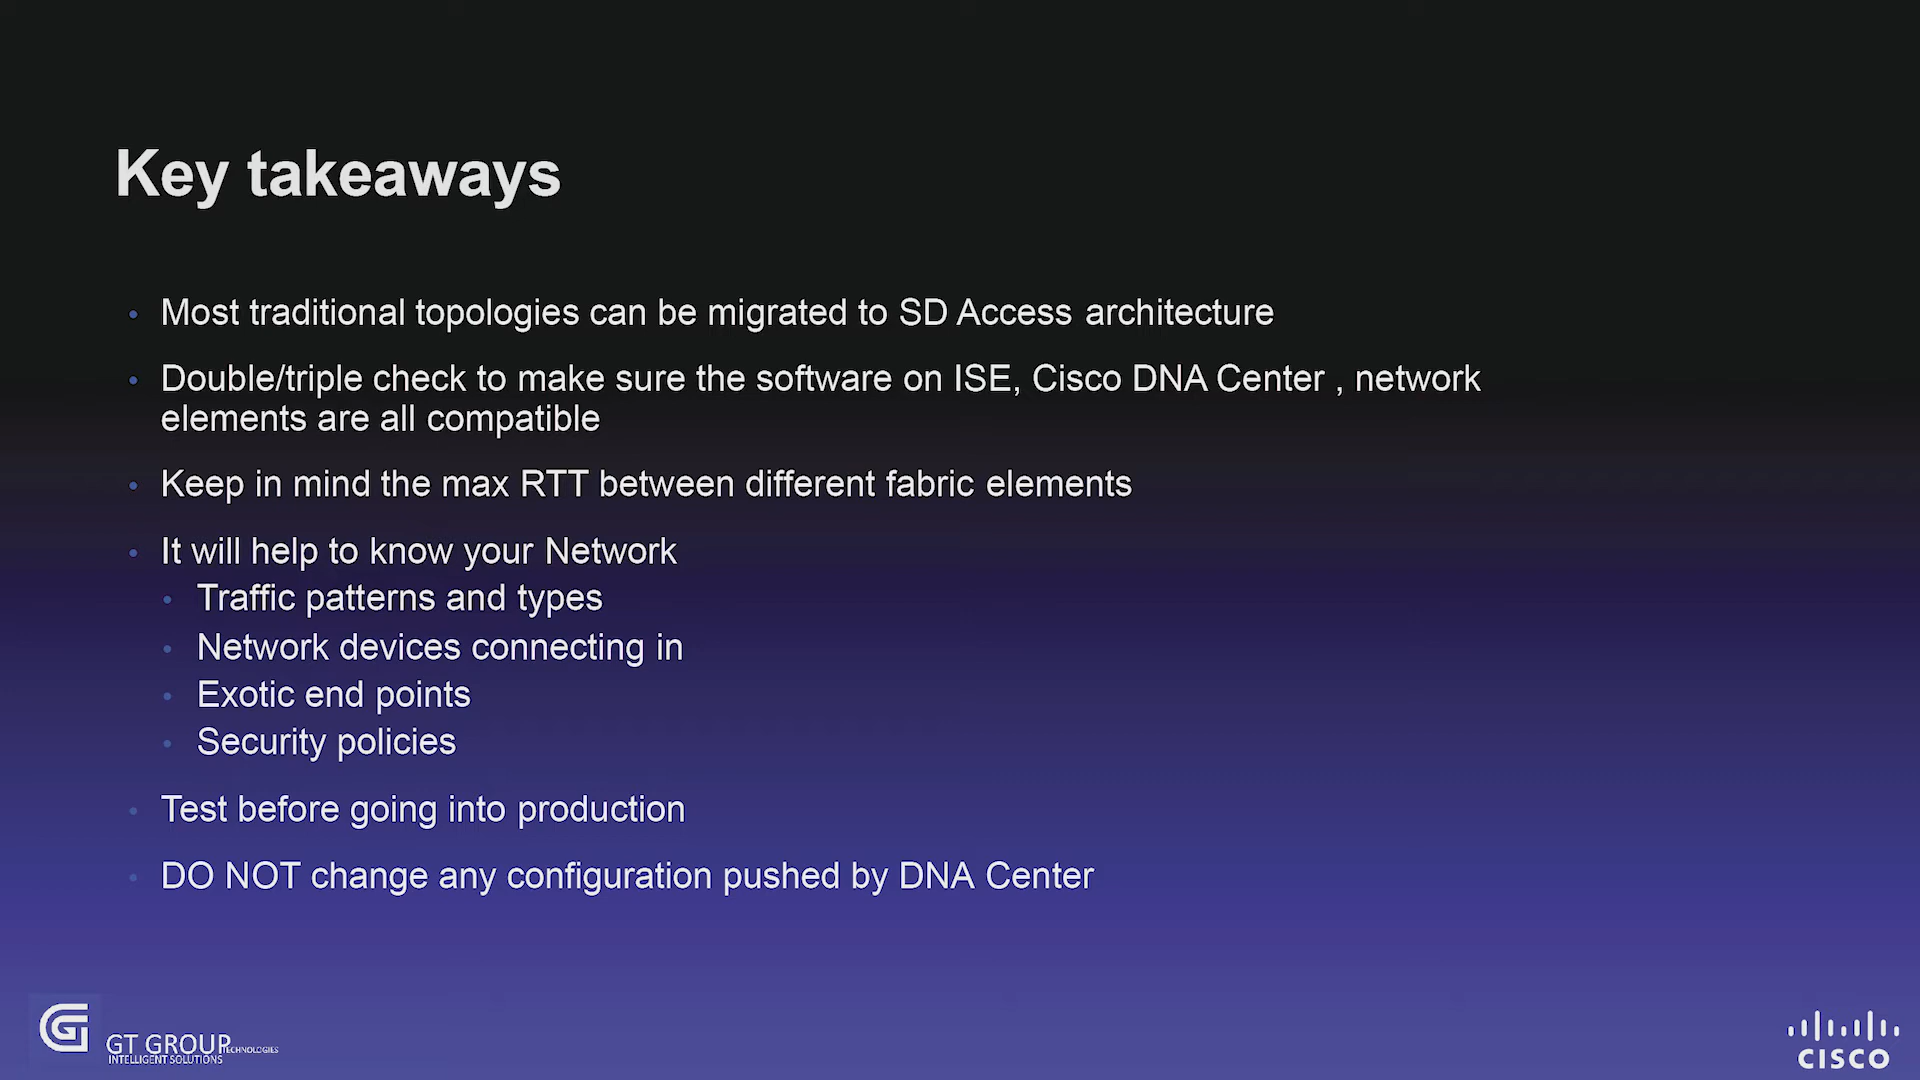 Key takeaways
• Most traditional topologies can be migrated to SD Access architecture
• Double/triple check to make sure the software on ISE, Cisco DNA Center , network
elements are all compatible
• Keep in mind the max RTT between different fabric elements
• It will help to know your Network
• Traffic patterns and types
• Network devices connecting in
• Exotic end points
• Security policies
• Test before going into production
• DO NOT change any configuration pushed by DNA Center
GT GROUP TECHNOLOGIES
INTELLIGENT SOLUTIONS
CISCO